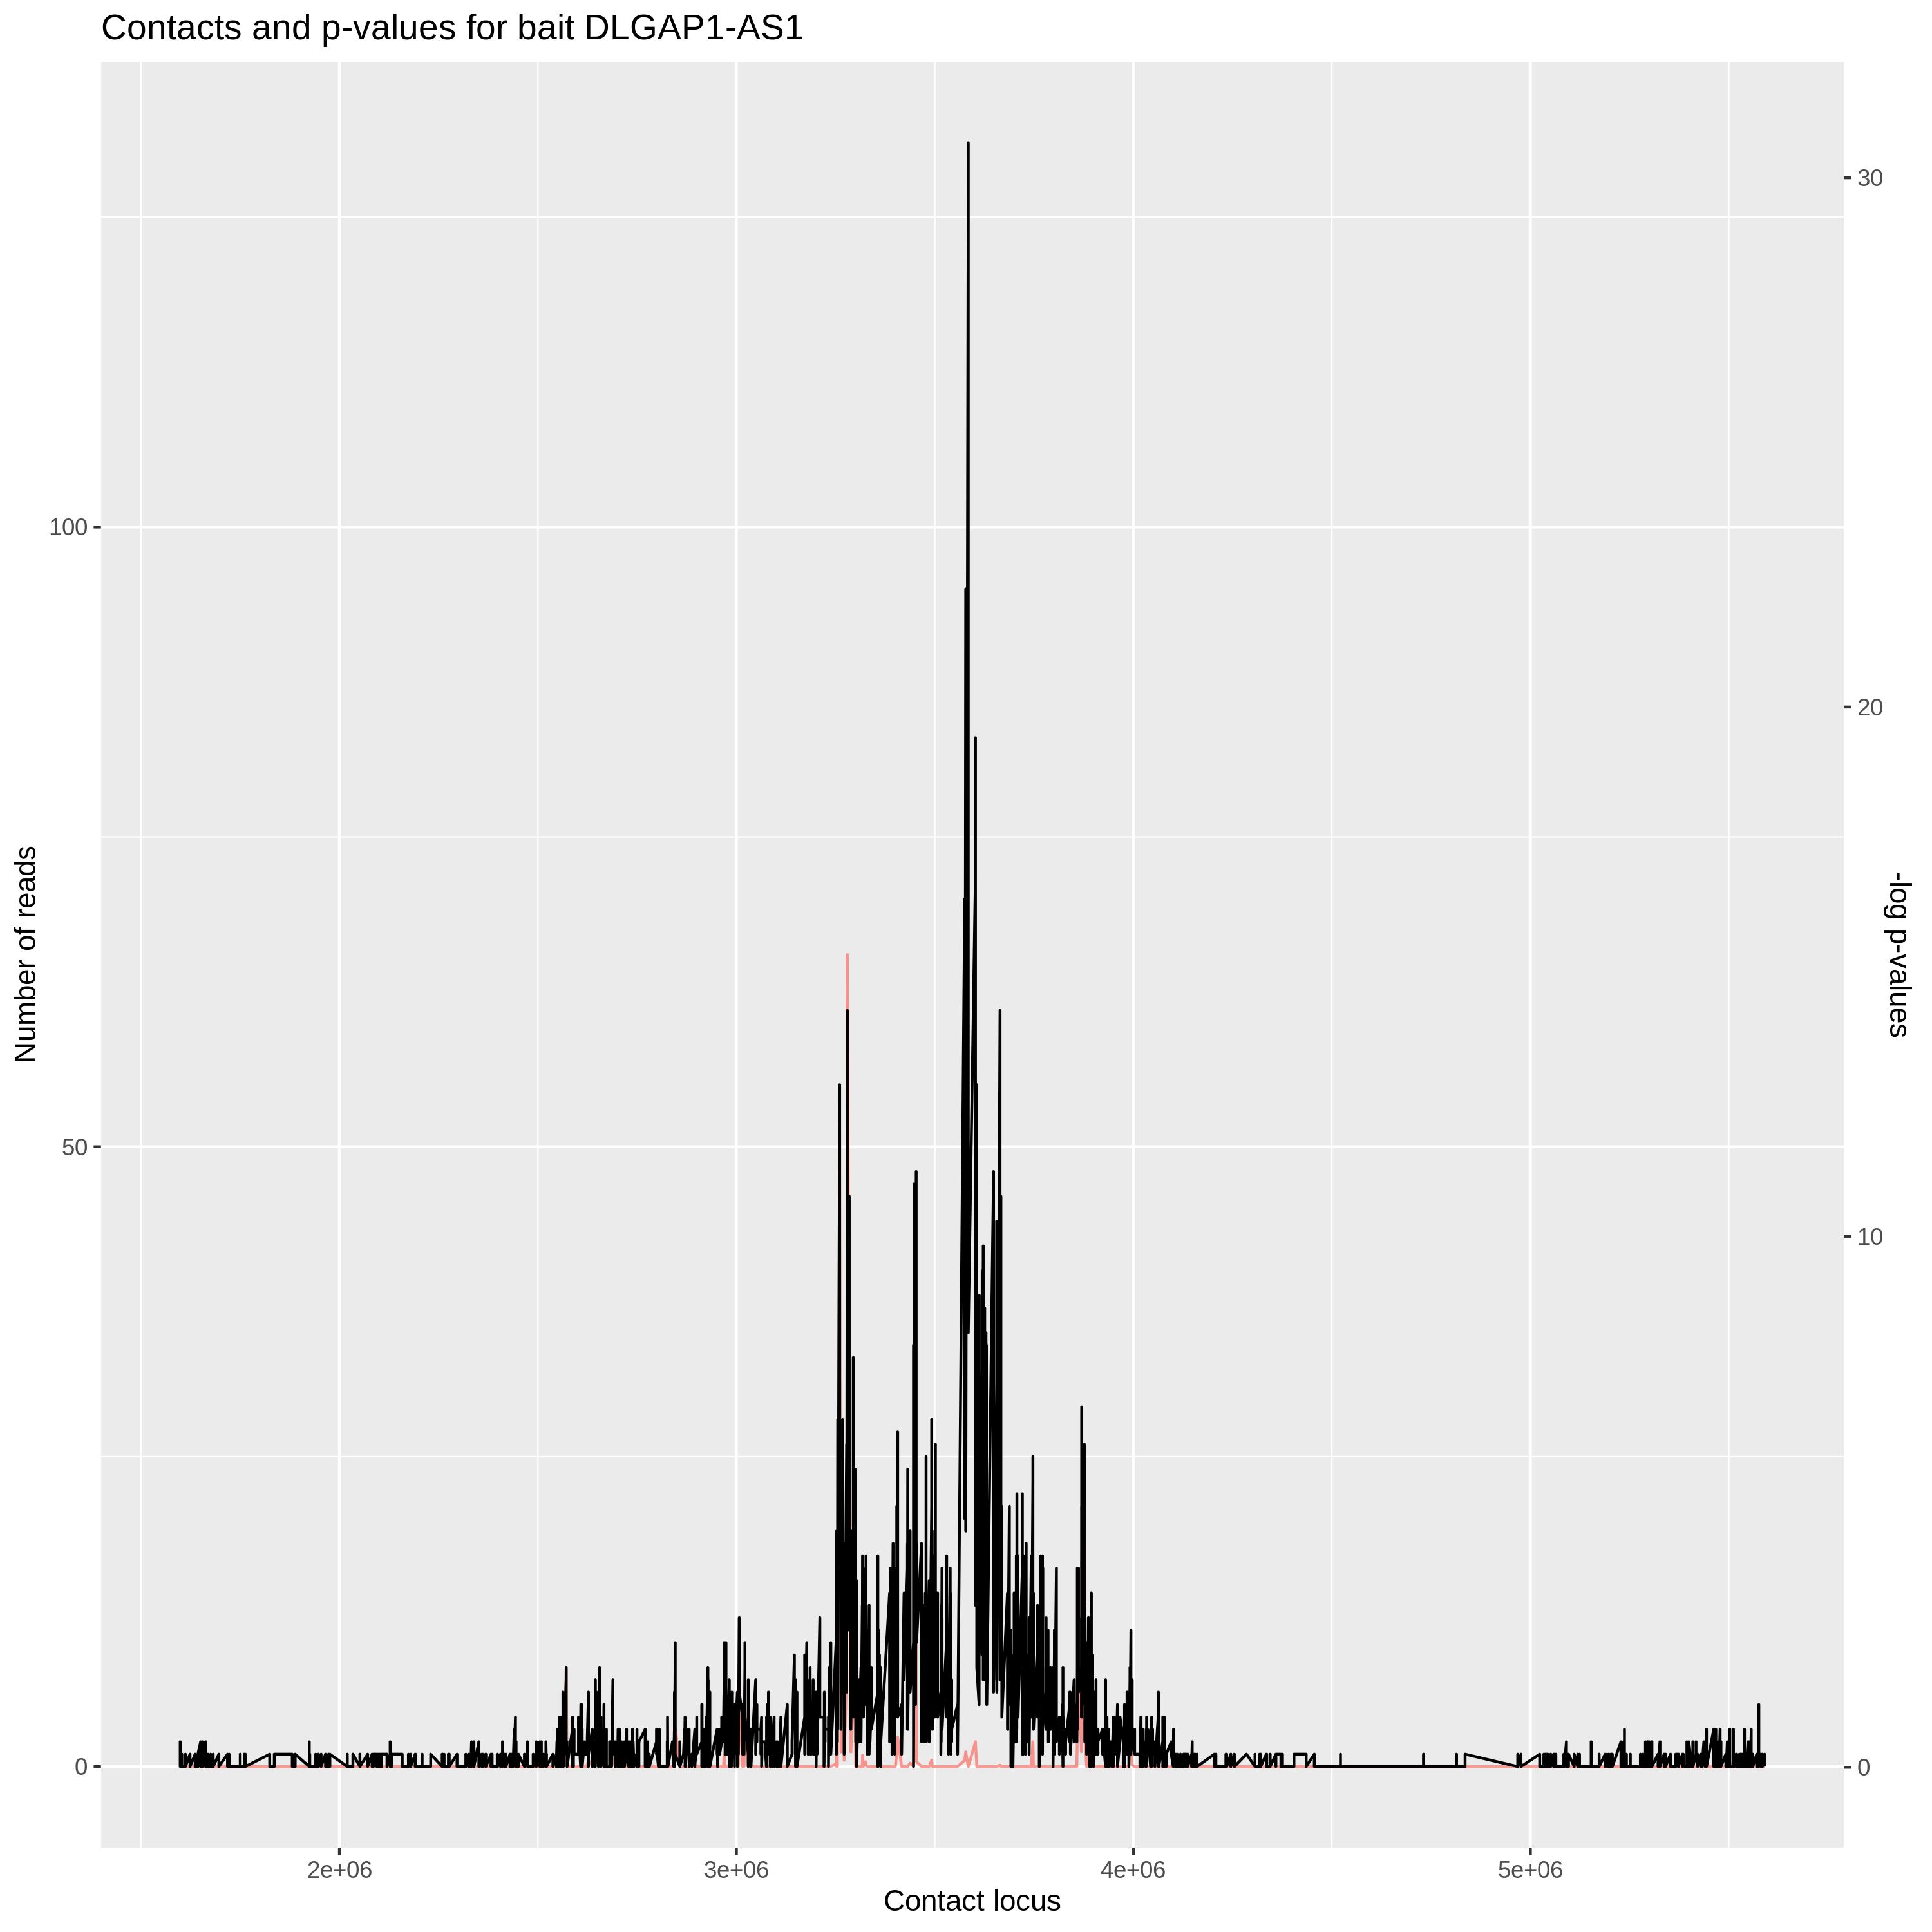 Contacts and p-values for bait DLGAP1-AS1
Number of reads
100
50
0
30
20
10
0
-log p-values
2e+06
3e+06
4e+06
5e+06
Contact locus